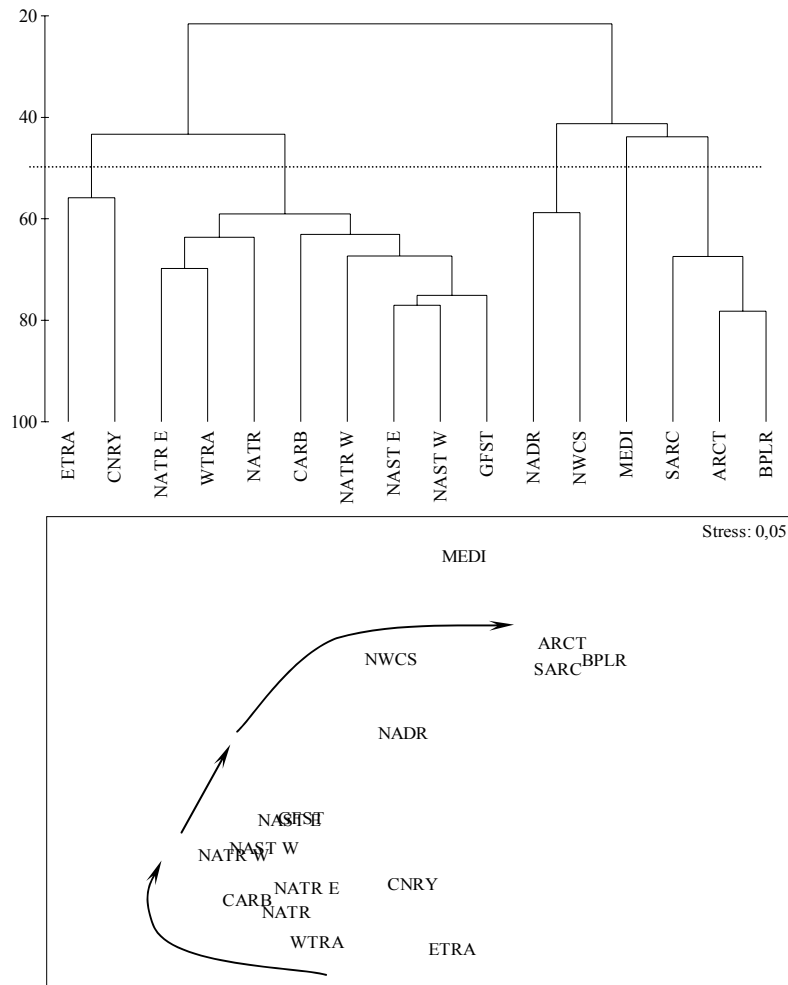 20
40
60
80
100
ETRA
CNRY
NATR E
WTRA
NATR
CARB
NATR W
NAST E
NAST W
GFST
NADR
NWCS
MEDI
SARC
ARCT
BPLR
Stress: 0,05
MEDI
ARCT
BPLR
NWCS
SARC
NADR
GFST
NAST E
NAST W
NATR W
CNRY
NATR E
CARB
NATR
WTRA
ETRA